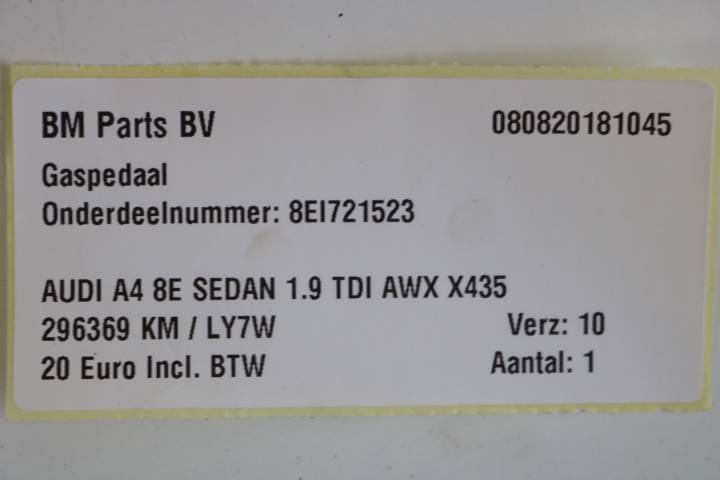 BM Parts BV 080820181045
Gaspedaal
Onderdeelnummer: 8EI721523
AUDI A4 8E SEDAN 1.9 TDI AWX X435
296369 KM / LY7W Verz: 10
20 Euro Incl. BTW Aantal: 1